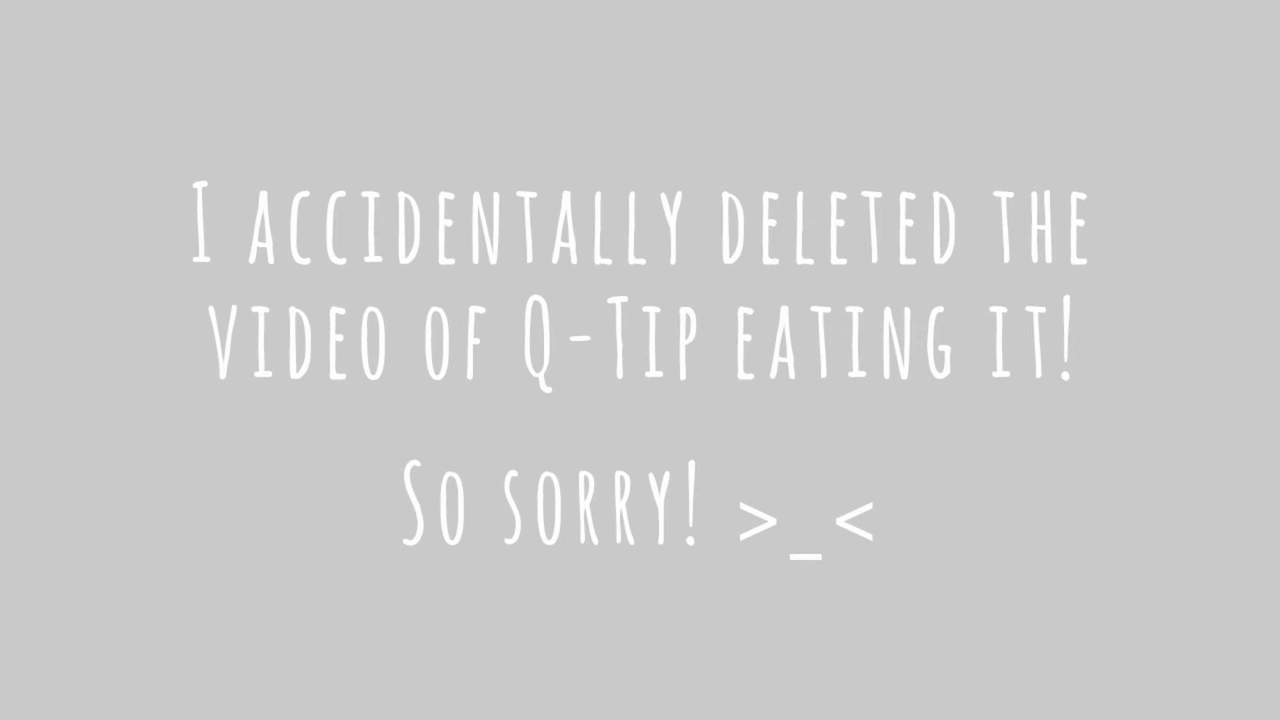 I accidentally deleted the
video of Q-Tip eating it!
So sorry! >_<